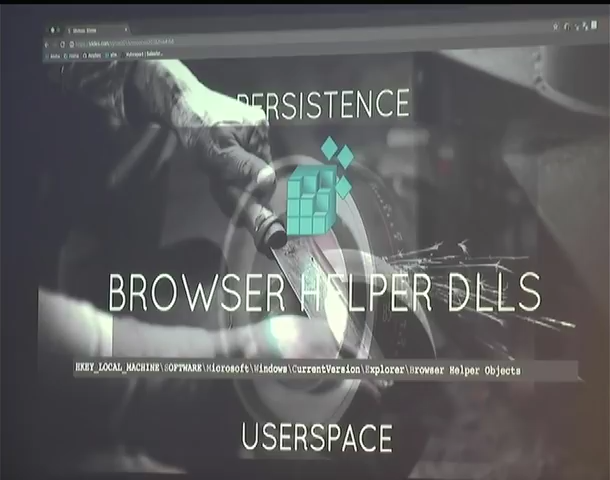 PERSISTENCE
BROWSER HELPER DLLS
HKEY_LOCAL_MACHINE\SOFTWARE\Microsoft\Windows\CurrentVersion\Explorer\Browser Helper Objects
USERSPACE